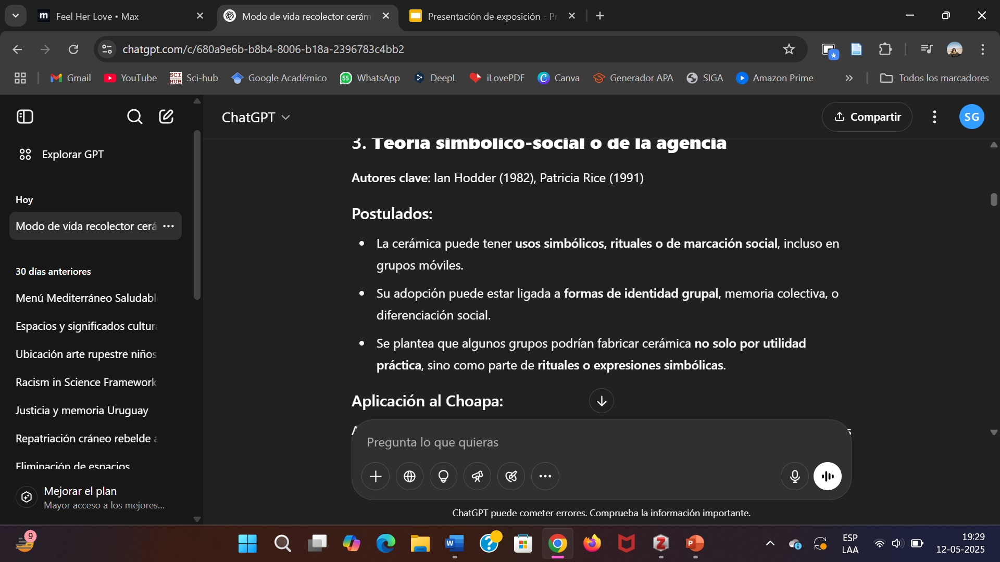 Feel Her Love • Max
Modo de vida recolector cerám
Presentación de exposición - Pr
chatgpt.com/c/680a9e6b-b8b4-8006-b18a-2396783c4bb2
Gmail
YouTube
SCI HUB
Sci-hub
Google Académico
55
WhatsApp
DeepL
iLovePDF
Canva
Generador APA
SIGA
Amazon Prime
Todos los marcadores
ChatGPT
Compartir
SG
Explorar GPT
Hoy
Modo de vida recolector cerá
30 días anteriores
Menú Mediterráneo Saludabl
Espacios y significados cultura
Ubicación arte rupestre niños
Racism in Science Framework
Justicia y memoria Uruguay
Repatriación cráneo rebelde a
Eliminación de espacios
Mejorar el plan
Mayor acceso a los mejores...
3. Teoría simbólico-social o de la agencia
Autores clave: Ian Hodder (1982), Patricia Rice (1991)
Postulados:
• La cerámica puede tener usos simbólicos, rituales o de marcación social, incluso en
grupos móviles.
• Su adopción puede estar ligada a formas de identidad grupal, memoria colectiva, o
diferenciación social.
• Se plantea que algunos grupos podrían fabricar cerámica no solo por utilidad
práctica, sino como parte de rituales o expresiones simbólicas.
Aplicación al Choapa:
Pregunta lo que quieras
ChatGPT puede cometer errores. Comprueba la información importante.
9
ESP
LAA
19:29
12-05-2025